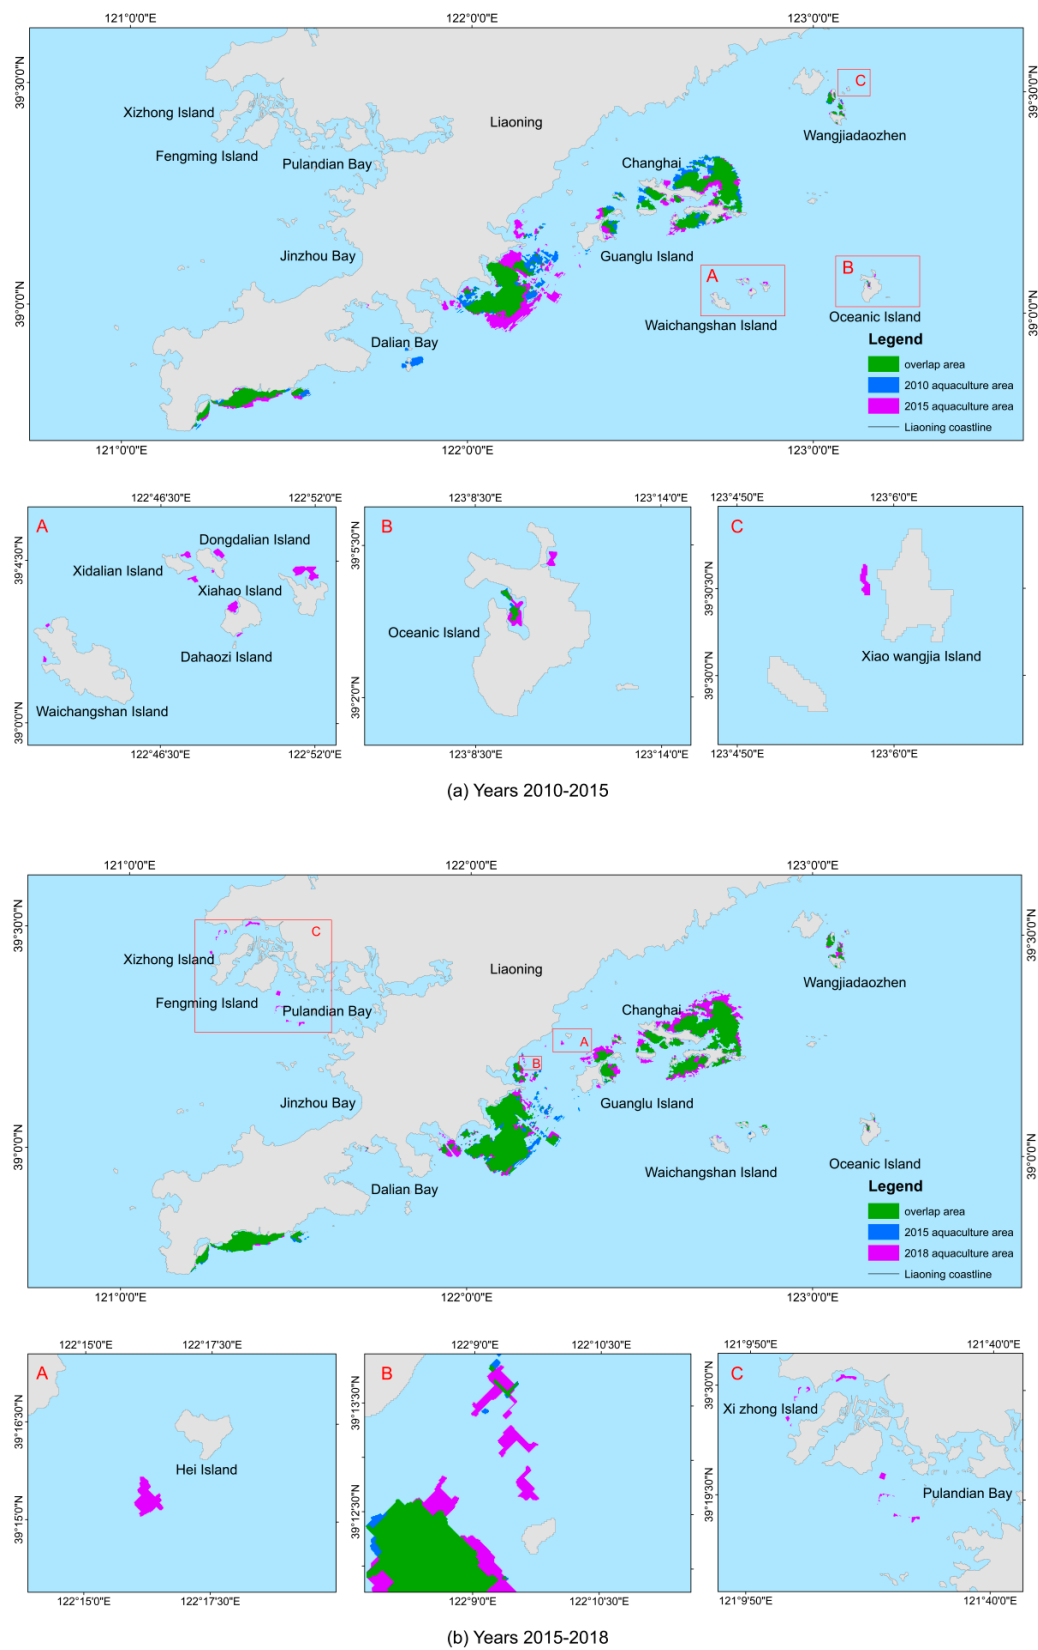 121°0'0"E 122°0'0"E 123°0'0"E
39°30'0"N
39°30'0"N
C
Xizhong Island
Liaoning
Wangjiadaozhen
Fengming Island
Pulandian Bay
Changhai
Jinzhou Bay
Guanglu Island
A
B
39°0'0"N
39°0'0"N
Waichangshan Island
Oceanic Island
Dalian Bay
Legend
overlap area
2010 aquaculture area
2015 aquaculture area
Liaoning coastline
121°0'0"E 122°0'0"E 123°0'0"E
122°46'30"E 122°52'0"E
A
Dongdalian Island
39°4'30"N
Xidalian Island
Xiahao Island
Dahaozi Island
Waichangshan Island
39°0'0"N
122°46'30"E 122°52'0"E
123°8'30"E 123°14'0"E
B
39°5'30"N
Oceanic Island
39°2'0"N
123°8'30"E 123°14'0"E
123°4'50"E 123°6'0"E
C
39°30'30"N
Xiao wangjia Island
39°30'0"N
123°4'50"E 123°6'0"E
(a) Years 2010-2015
121°0'0"E 122°0'0"E 123°0'0"E
39°30'0"N
39°30'0"N
C
Xizhong Island
Liaoning
Wangjiadaozhen
Fengming Island
Pulandian Bay
Changhai
A
B
Jinzhou Bay
Guanglu Island
39°0'0"N
39°0'0"N
Waichangshan Island
Oceanic Island
Dalian Bay
Legend
overlap area
2015 aquaculture area
2018 aquaculture area
Liaoning coastline
121°0'0"E 122°0'0"E 123°0'0"E
122°15'0"E 122°17'30"E
A
39°16'30"N
Hei Island
39°15'0"N
122°15'0"E 122°17'30"E
122°9'0"E 122°10'30"E
B
39°13'30"N
39°12'30"N
122°9'0"E 122°10'30"E
121°9'50"E 121°40'0"E
C
39°30'0"N
Xi zhong Island
39°19'30"N
Pulandian Bay
121°9'50"E 121°40'0"E
(b) Years 2015-2018